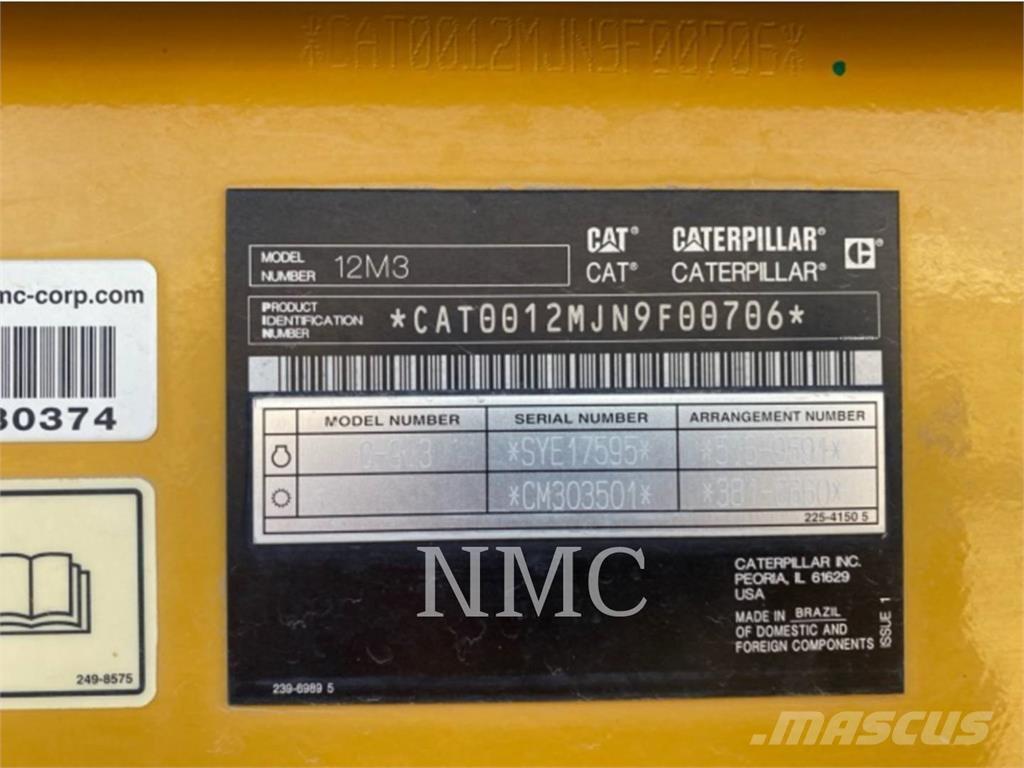 *CAT0012MJN9F00706*
CAT® CATERPILLAR®
CAT® CATERPILLAR®
MODEL NUMBER 12M3
PRODUCT IDENTIFICATION NUMBER *CAT0012MJN9F00706*
MODEL NUMBER SERIAL NUMBER ARRANGEMENT NUMBER
*SYE17595*
*CM303501*
225-4150 5
NMC
CATERPILLAR INC.
PEORIA, IL 61629
USA
MADE IN BRAZIL
OF DOMESTIC AND
FOREIGN COMPONENTS
ISSUE 1
239-6989 5
mc-corp.com
30374
249-8575
MASCUS